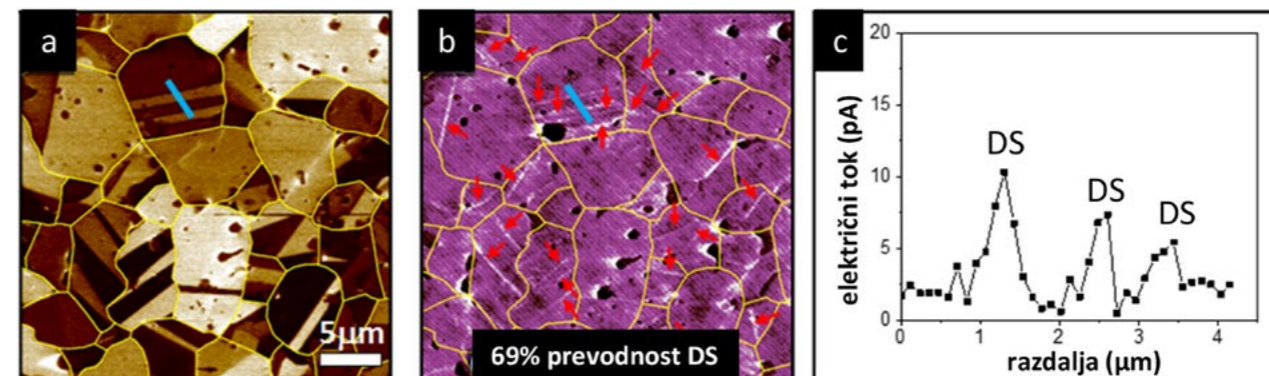 a
5µm
b
69% prevodnost DS
c
električni tok (pA)
20
15
10
5
0
DS
DS
DS
0
1
2
3
4
razdalja (µm)